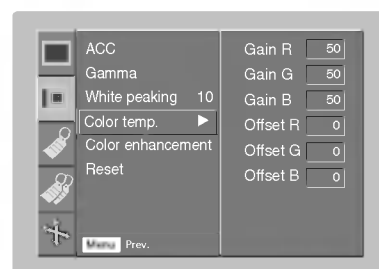 ACC
Gamma
White peaking 10
Color temp.
Color enhancement
Reset
Gain R 50
Gain G 50
Gain B 50
Offset R 0
Offset G 0
Offset B 0
Menu Prev.